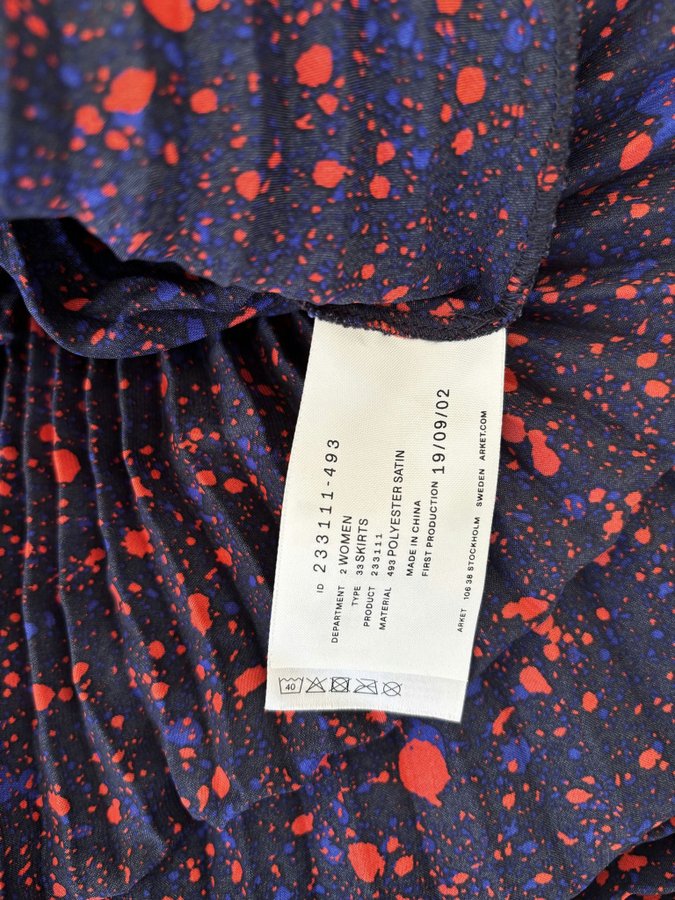 ID 233111-493
DEPARTMENT 2 WOMEN
TYPE 33 SKIRTS
PRODUCT 233111
MATERIAL 493 POLYESTER SATIN
MADE IN CHINA
FIRST PRODUCTION 19/09/02
ARKET 106 38 STOCKHOLM SWEDEN ARKET.COM
40